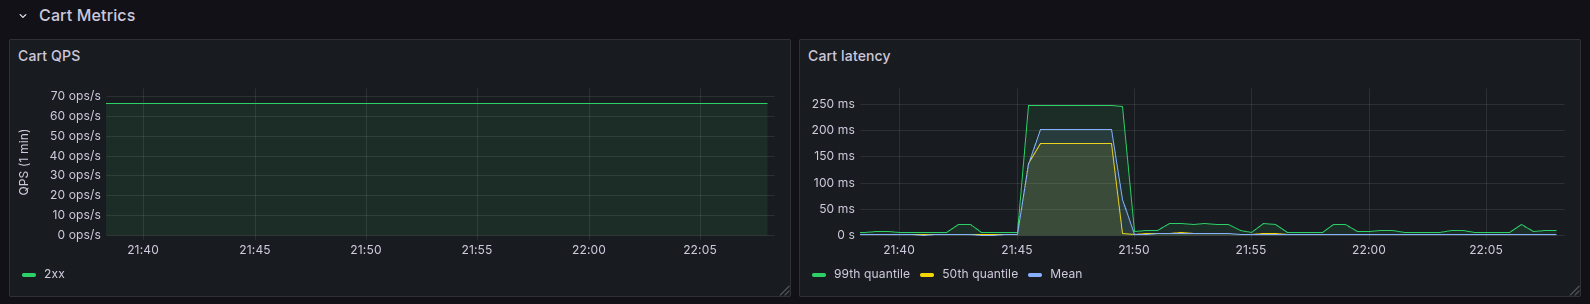 Cart Metrics
Cart QPS
QPS (1 min)
70 ops/s
60 ops/s
50 ops/s
40 ops/s
30 ops/s
20 ops/s
10 ops/s
0 ops/s
21:40 21:45 21:50 21:55 22:00 22:05
2xx
Cart latency
250 ms
200 ms
150 ms
100 ms
50 ms
0 s
21:40 21:45 21:50 21:55 22:00 22:05
99th quantile 50th quantile Mean